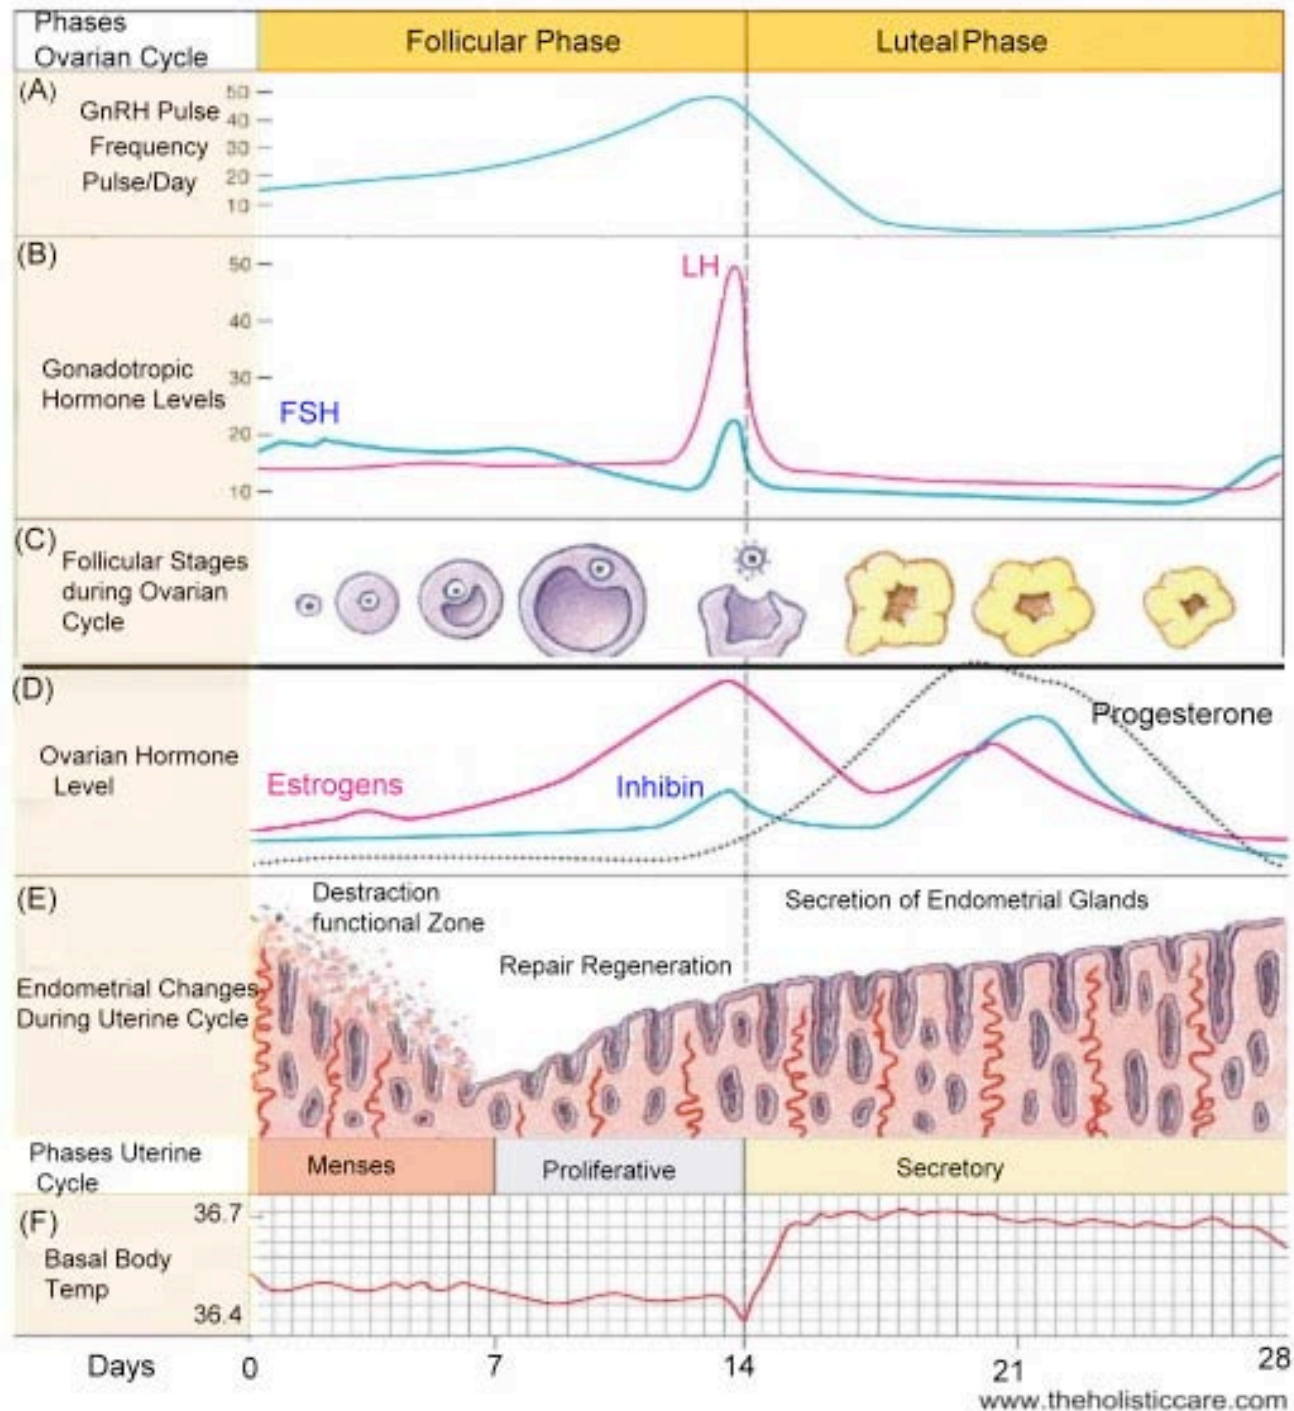 Phases
Ovarian Cycle
Follicular Phase
Luteal Phase
(A)
GnRH Pulse
Frequency
Pulse/Day
50
40
30
20
10
(B)
Gonadotropic
Hormone Levels
50
40
30
20
10
LH
FSH
(C)
Follicular Stages
during Ovarian
Cycle
(D)
Ovarian Hormone
Level
Estrogens
Inhibin
Progesterone
(E)
Endometrial Changes
During Uterine Cycle
Destraction
functional Zone
Repair Regeneration
Secretion of Endometrial Glands
Phases Uterine
Cycle
Menses
Proliferative
Secretory
(F)
Basal Body
Temp
36.7
36.4
Days
0
7
14
21
28
www.theholisticcare.com